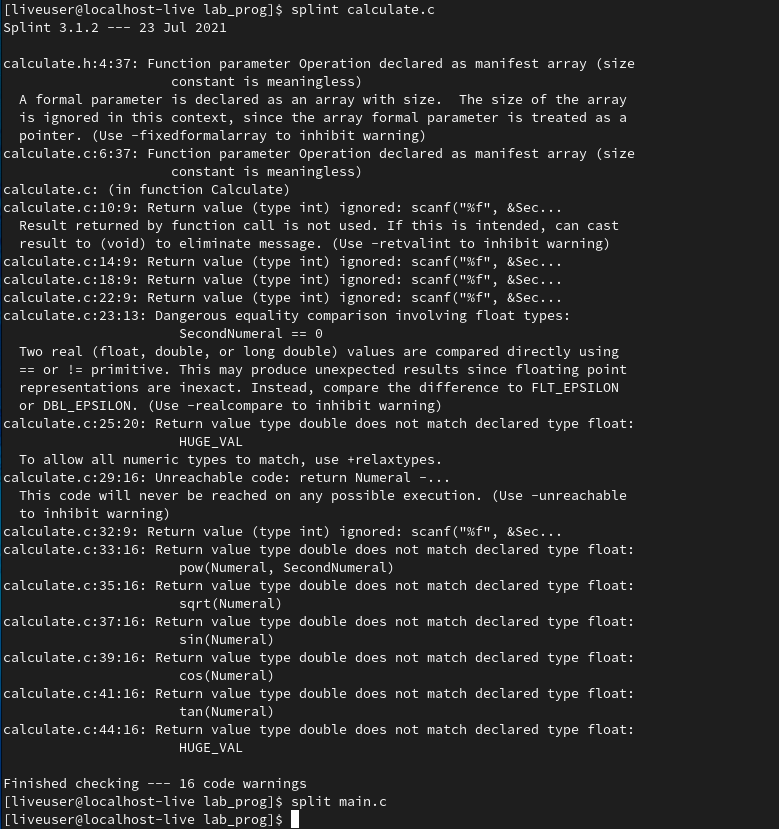 [liveuser@localhost-live lab_prog]$ splint calculate.c
Splint 3.1.2 --- 23 Jul 2021
calculate.h:4:37: Function parameter Operation declared as manifest array (size
constant is meaningless)
A formal parameter is declared as an array with size.  The size of the array
is ignored in this context, since the array formal parameter is treated as a
pointer. (Use -fixedformalarray to inhibit warning)
calculate.c:6:37: Function parameter Operation declared as manifest array (size
constant is meaningless)
calculate.c: (in function Calculate)
calculate.c:10:9: Return value (type int) ignored: scanf("%f", &Sec...
Result returned by function call is not used. If this is intended, can cast
result to (void) to eliminate message. (Use -retvalint to inhibit warning)
calculate.c:14:9: Return value (type int) ignored: scanf("%f", &Sec...
calculate.c:18:9: Return value (type int) ignored: scanf("%f", &Sec...
calculate.c:22:9: Return value (type int) ignored: scanf("%f", &Sec...
calculate.c:23:13: Dangerous equality comparison involving float types:
SecondNumeral == 0
Two real (float, double, or long double) values are compared directly using
== or != primitive. This may produce unexpected results since floating point
representations are inexact. Instead, compare the difference to FLT_EPSILON
or DBL_EPSILON. (Use -realcompare to inhibit warning)
calculate.c:25:20: Return value type double does not match declared type float:
HUGE_VAL
To allow all numeric types to match, use +relaxtypes.
calculate.c:29:16: Unreachable code: return Numeral -...
This code will never be reached on any possible execution. (Use -unreachable
to inhibit warning)
calculate.c:32:9: Return value (type int) ignored: scanf("%f", &Sec...
calculate.c:33:16: Return value type double does not match declared type float:
pow(Numeral, SecondNumeral)
calculate.c:35:16: Return value type double does not match declared type float:
sqrt(Numeral)
calculate.c:37:16: Return value type double does not match declared type float:
sin(Numeral)
calculate.c:39:16: Return value type double does not match declared type float:
cos(Numeral)
calculate.c:41:16: Return value type double does not match declared type float:
tan(Numeral)
calculate.c:44:16: Return value type double does not match declared type float:
HUGE_VAL
Finished checking --- 16 code warnings
[liveuser@localhost-live lab_prog]$ split main.c
[liveuser@localhost-live lab_prog]$